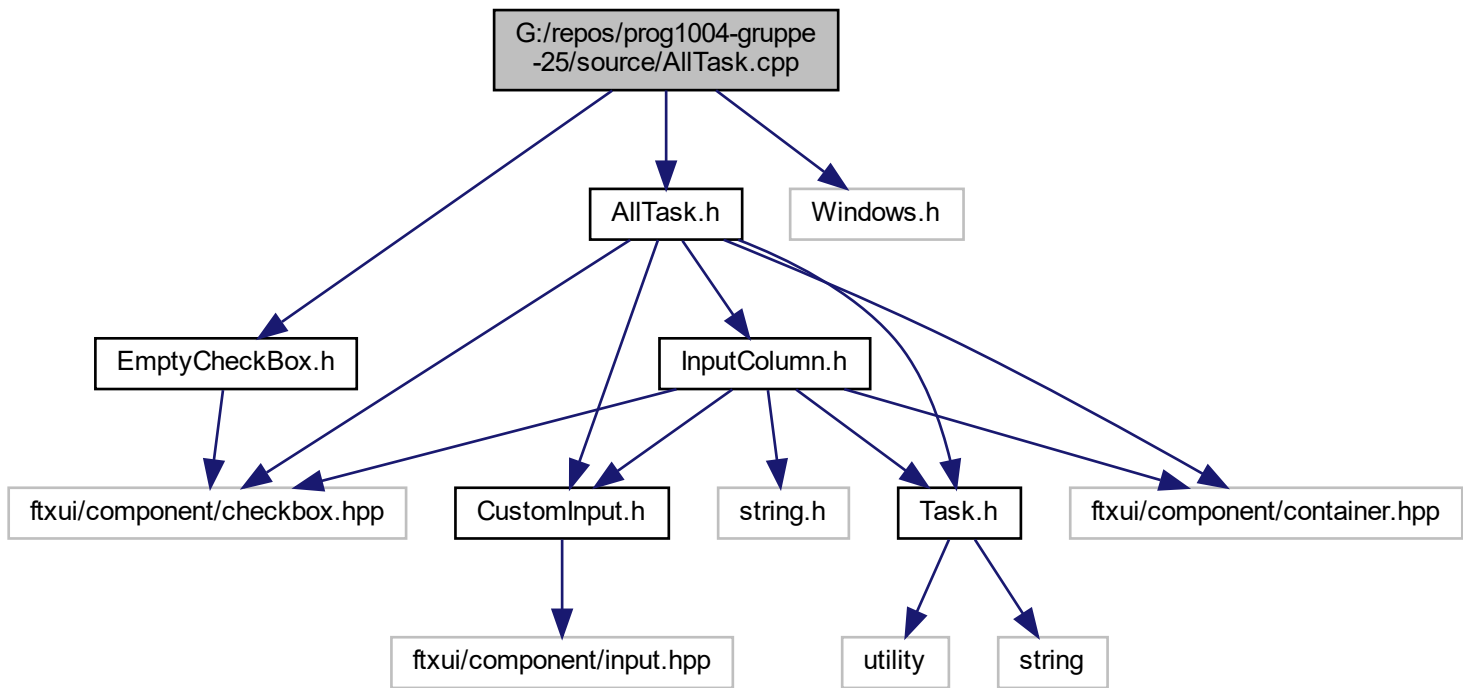 G:/repos/prog1004-gruppe
-25/source/AllTask.cpp
AllTask.h
Windows.h
EmptyCheckBox.h
InputColumn.h
ftxui/component/checkbox.hpp
CustomInput.h
string.h
Task.h
ftxui/component/container.hpp
ftxui/component/input.hpp
utility
string